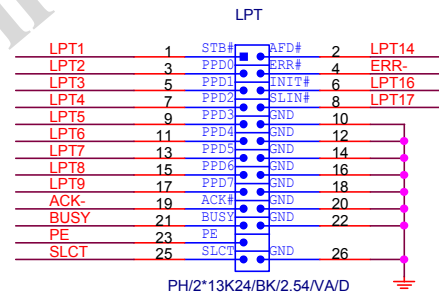 LPT
LPT1 1 STB# AFD# 2 LPT14
LPT2 3 PPD0 ERR# 4 ERR-
LPT3 5 PPD1 INIT# 6 LPT16
LPT4 7 PPD2 SLIN# 8 LPT17
LPT5 9 PPD3 GND 10
LPT6 11 PPD4 GND 12
LPT7 13 PPD5 GND 14
LPT8 15 PPD6 GND 16
LPT9 17 PPD7 GND 18
ACK- 19 ACK# GND 20
BUSY 21 BUSY GND 22
PE 23 PE
SLCT 25 SLCT GND 26
PH/2*13K24/BK/2.54/VA/D